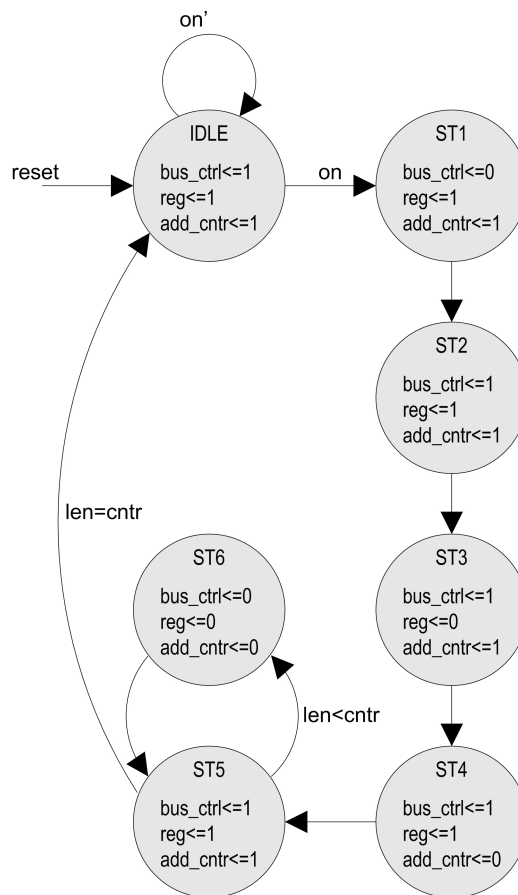 on'
IDLE
bus_ctrl<=1
reg<=1
add_cntr<=1
reset
on
ST1
bus_ctrl<=0
reg<=1
add_cntr<=1
ST2
bus_ctrl<=1
reg<=1
add_cntr<=1
len=cntr
ST6
bus_ctrl<=0
reg<=0
add_cntr<=0
ST3
bus_ctrl<=1
reg<=0
add_cntr<=1
len<cntr
ST5
bus_ctrl<=1
reg<=1
add_cntr<=1
ST4
bus_ctrl<=1
reg<=1
add_cntr<=0